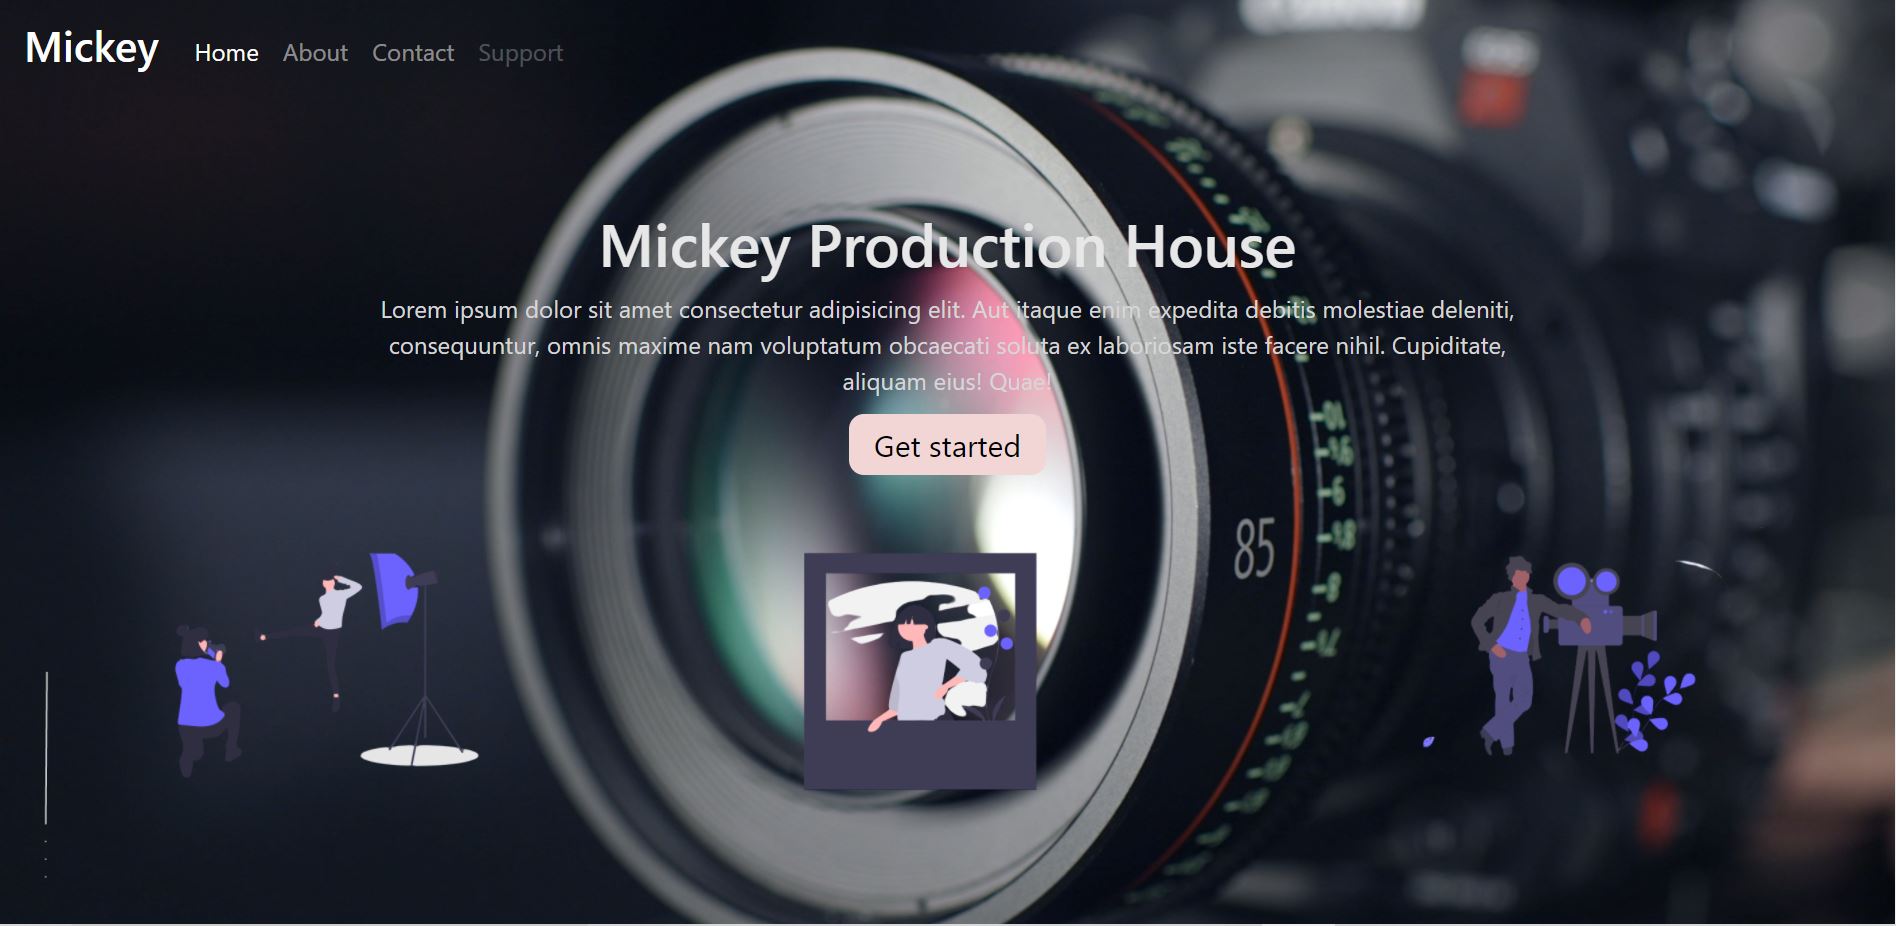 Mickey Home About Contact Support
Mickey Production House
Lorem ipsum dolor sit amet consectetur adipisicing elit. Aut itaque enim expedita debitis molestiae deleniti,
consequuntur, omnis maxime nam voluptatum obcaecati soluta ex laboriosam iste facere nihil. Cupiditate,
aliquam eius! Quae!
Get started
85